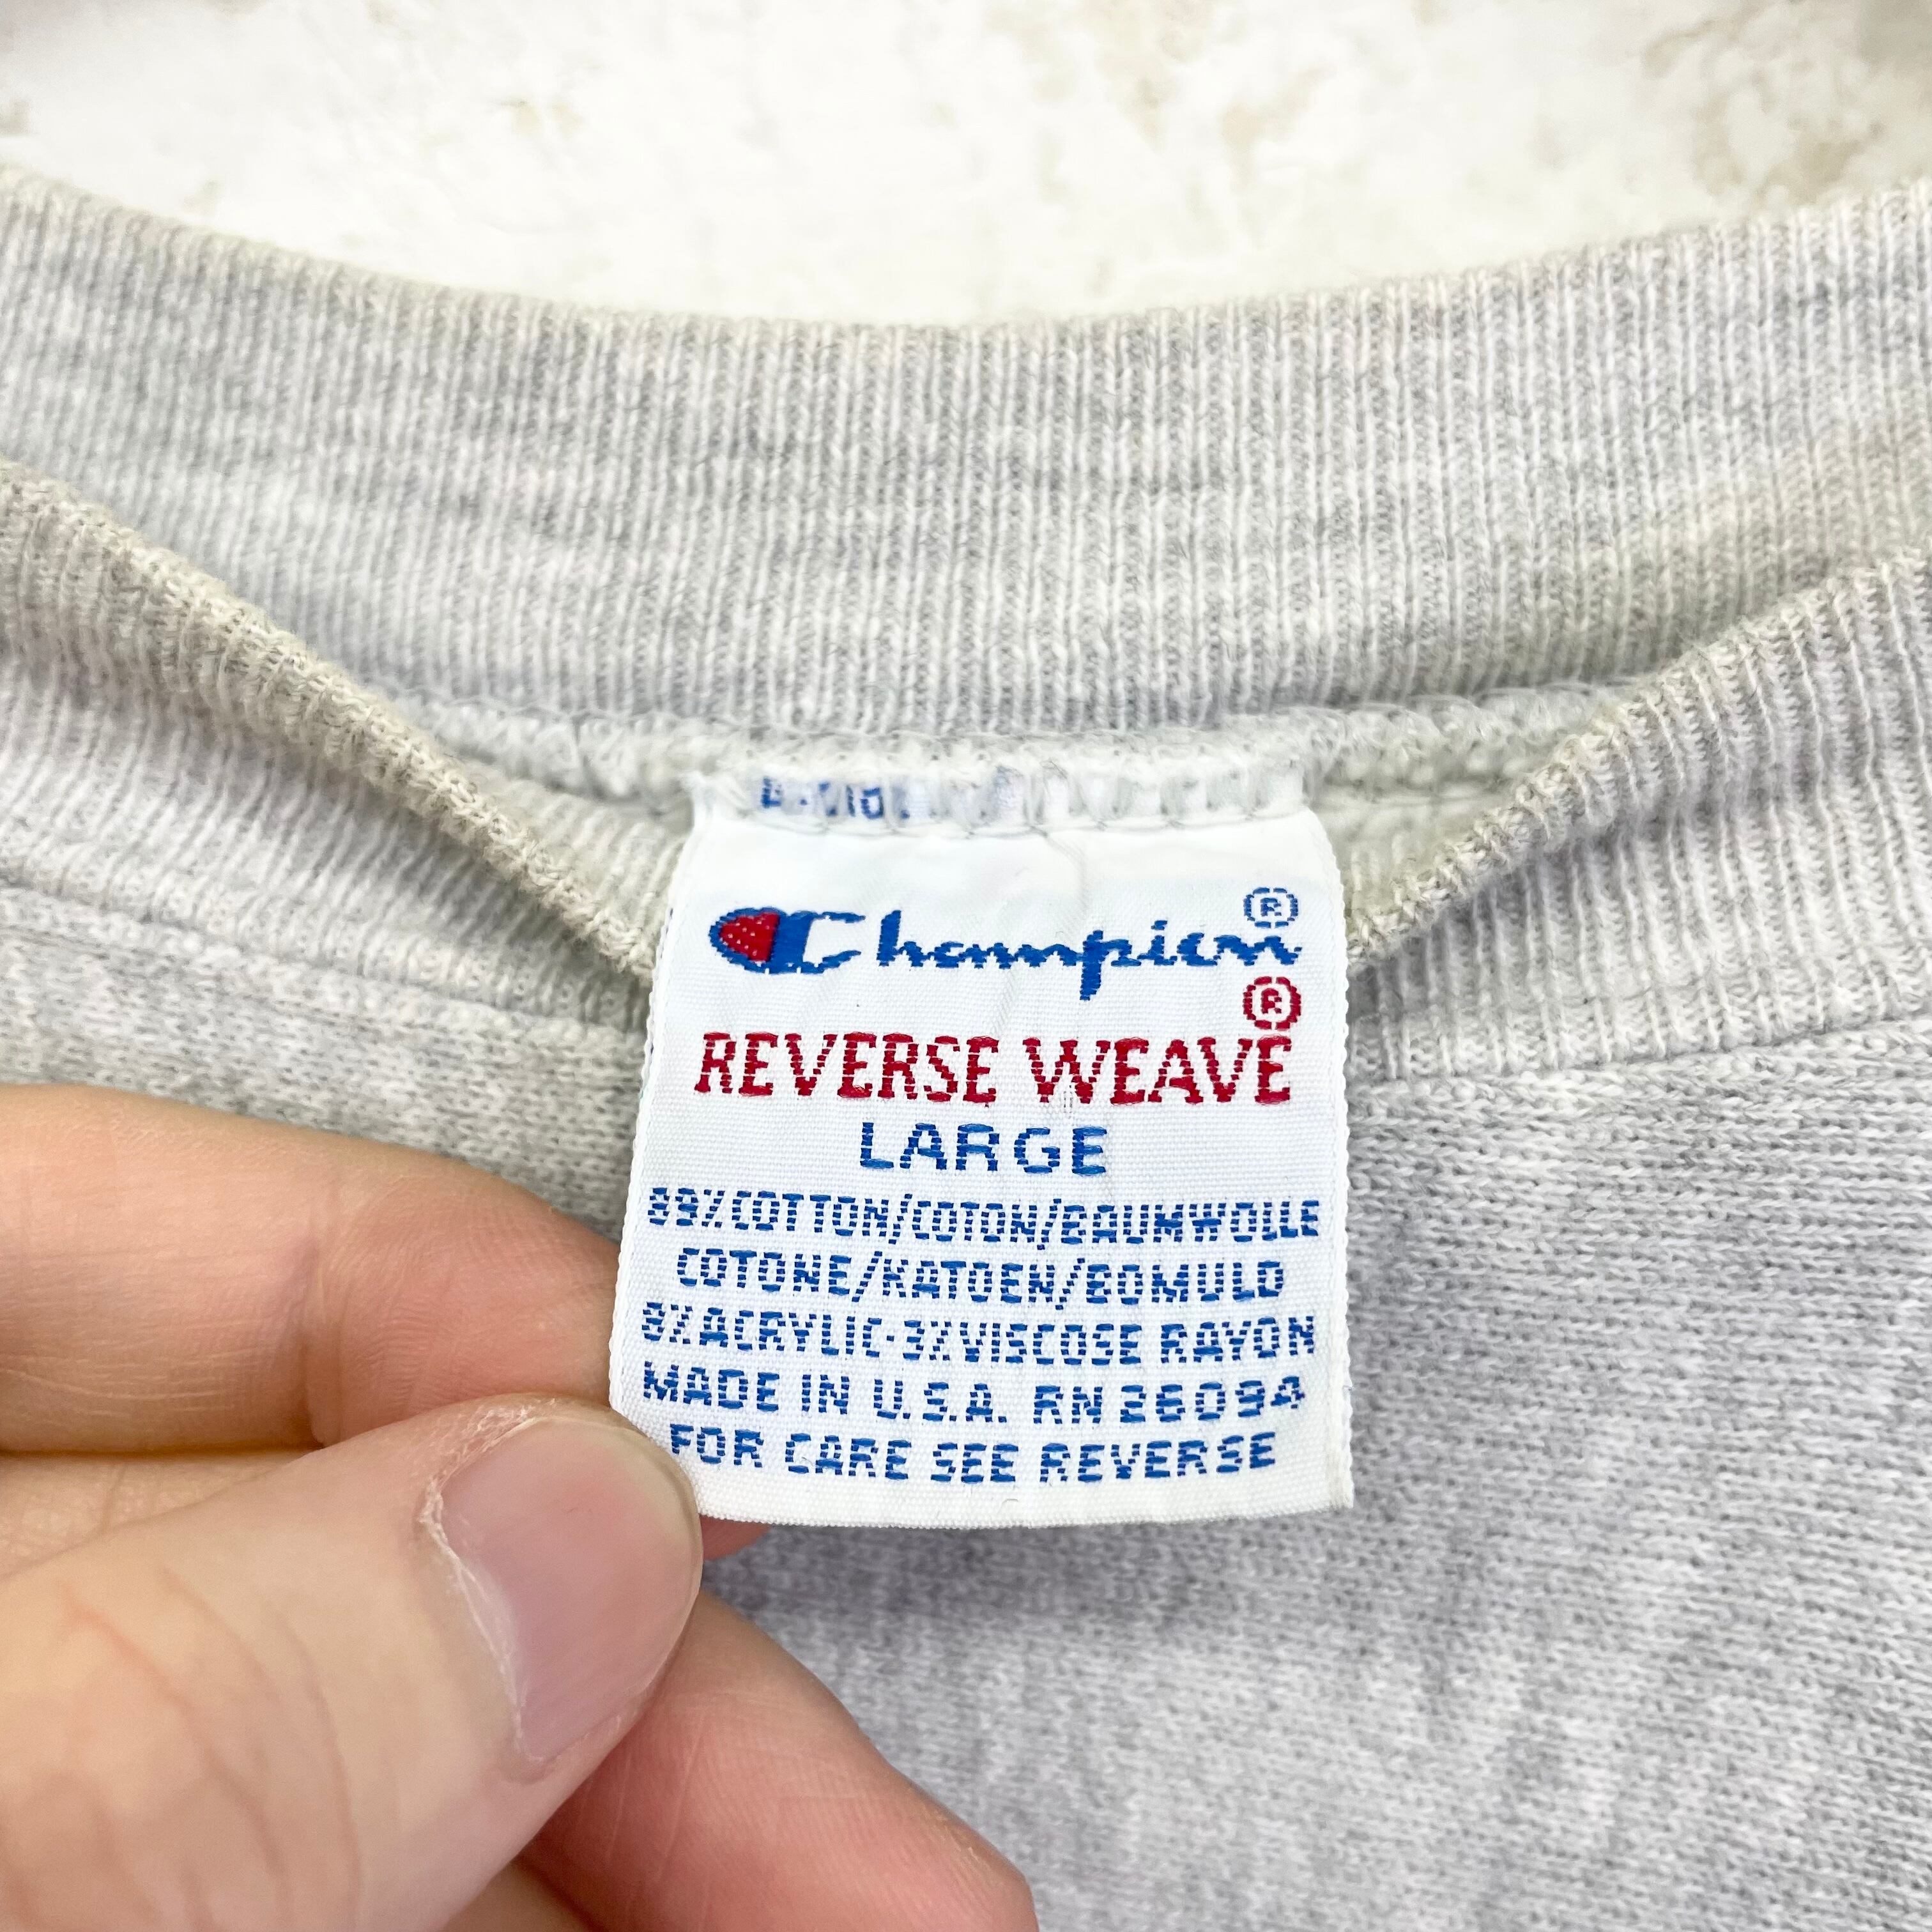 Champion®
REVERSE WEAVE®
LARGE
89% COTTON/COTON/BAUMWOLLE
COTONE/KATOEN/BOMULD
8% ACRYLIC-3% VISCOSE RAYON
MADE IN U.S.A. RN 26094
FOR CARE SEE REVERSE